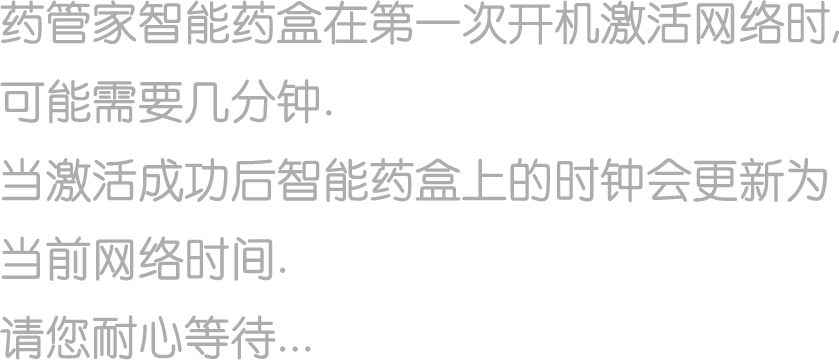 药管家智能药盒在第一次开机激活网络时,
可能需要几分钟.
当激活成功后智能药盒上的时钟会更新为
当前网络时间.
请您耐心等待...